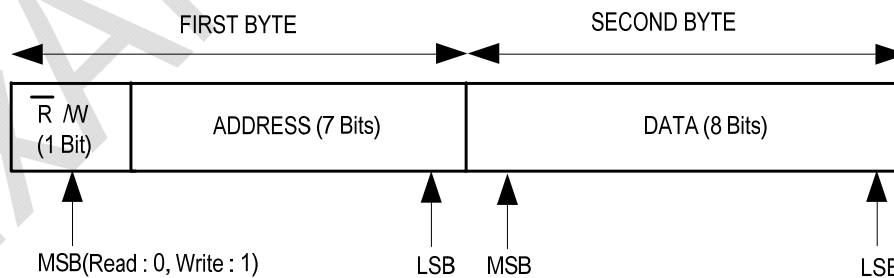 FIRST BYTE SECOND BYTE
R̅ /W ADDRESS (7 Bits) DATA (8 Bits)
(1 Bit)
MSB(Read : 0, Write : 1) LSB MSB LSB